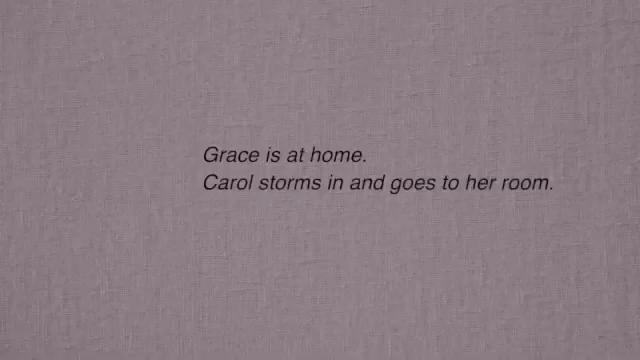 Grace is at home.
Carol storms in and goes to her room.